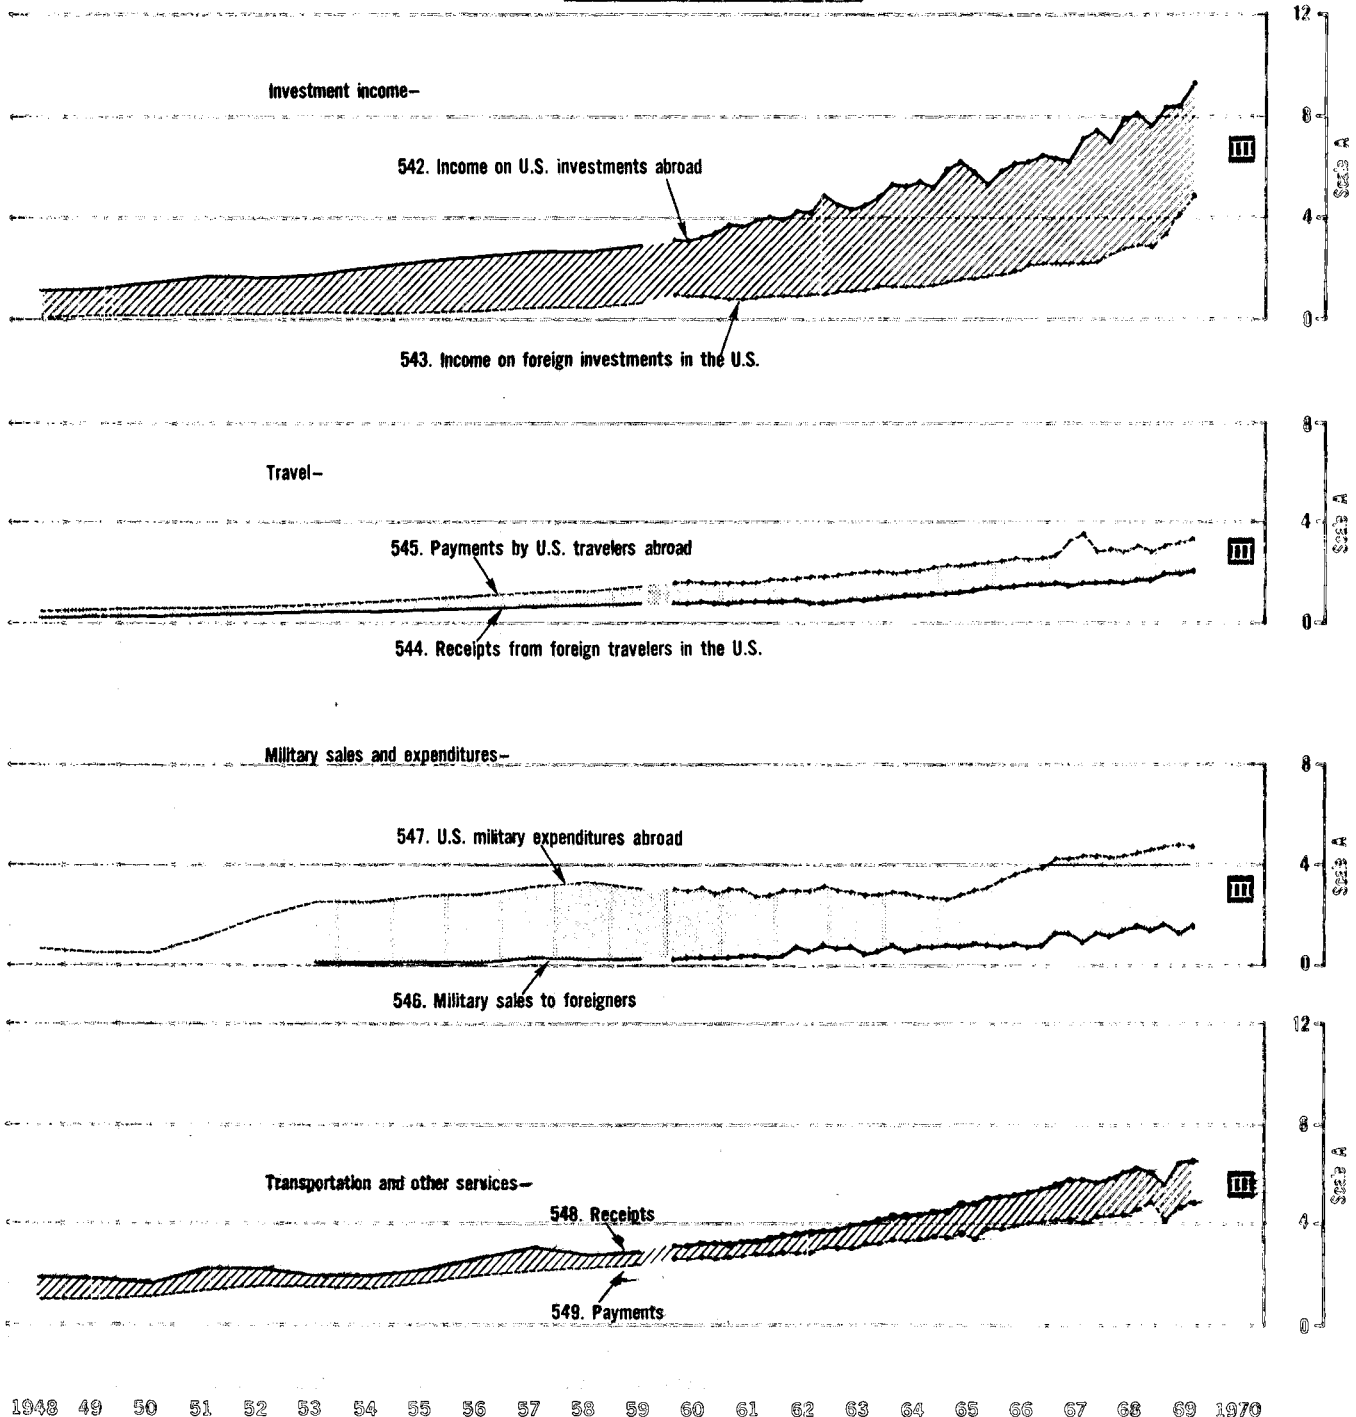 12
Investment income—
8
III
542. Income on U.S. investments abroad
Scale A
4
0
543. Income on foreign investments in the U.S.
8
Travel—
4
Scale A
545. Payments by U.S. travelers abroad
III
0
544. Receipts from foreign travelers in the U.S.
Military sales and expenditures—
8
547. U.S. military expenditures abroad
4
Scale A
III
0
546. Military sales to foreigners
12
8
Transportation and other services—
III
Scale A
548. Receipts
4
549. Payments
0
1948 49 50 51 52 53 54 55 56 57 58 59 60 61 62 63 64 65 66 67 68 69 1970